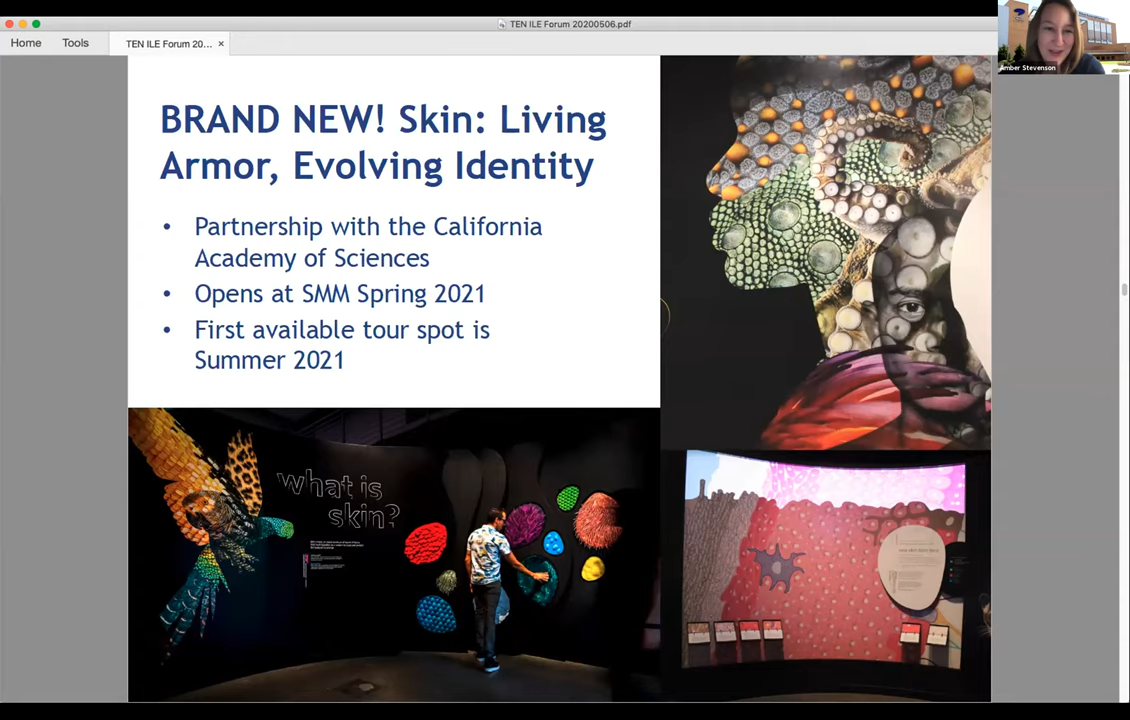 TEN ILE Forum 20200506.pdf
Home
Tools
TEN ILE Forum 20... ×
Amber Stevenson
BRAND NEW! Skin: Living
Armor, Evolving Identity
• Partnership with the California
Academy of Sciences
• Opens at SMM Spring 2021
• First available tour spot is
Summer 2021
what is
skin?